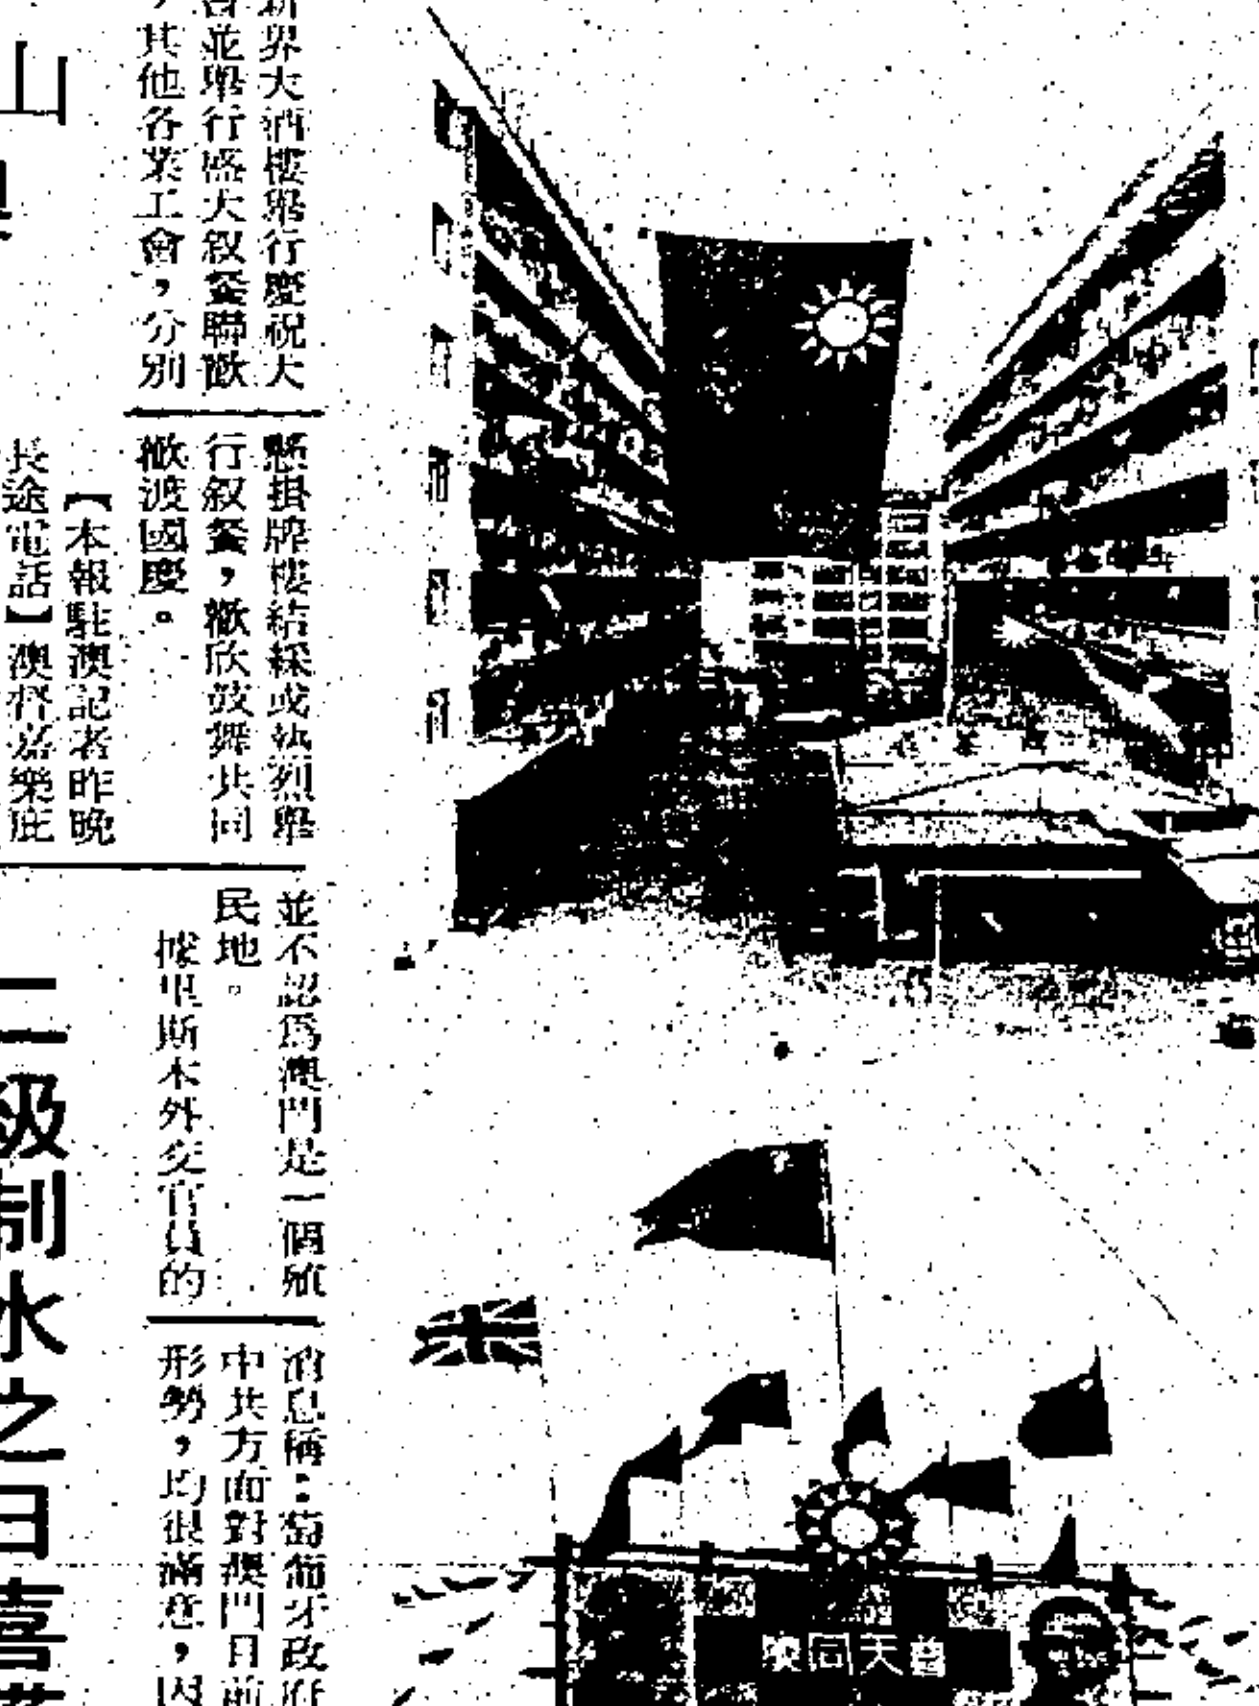 新界大酒樓舉行慶祝大
會並舉行盛大敘餐聯歡
，其他各業工會，分別
懸掛牌樓結綵或熱烈舉
行叙餐，歡欣鼓舞共同
歡渡國慶。
【本報駐澳記者昨晚
長途電話】澳督嘉樂庇
並不認爲澳門是一個殖
民地。
據里斯本外交官員的
消息稱：葡萄牙政府
中共方面對澳門目前
形勢，均很滿意，因
山
二級制水之日喜
普天同慶